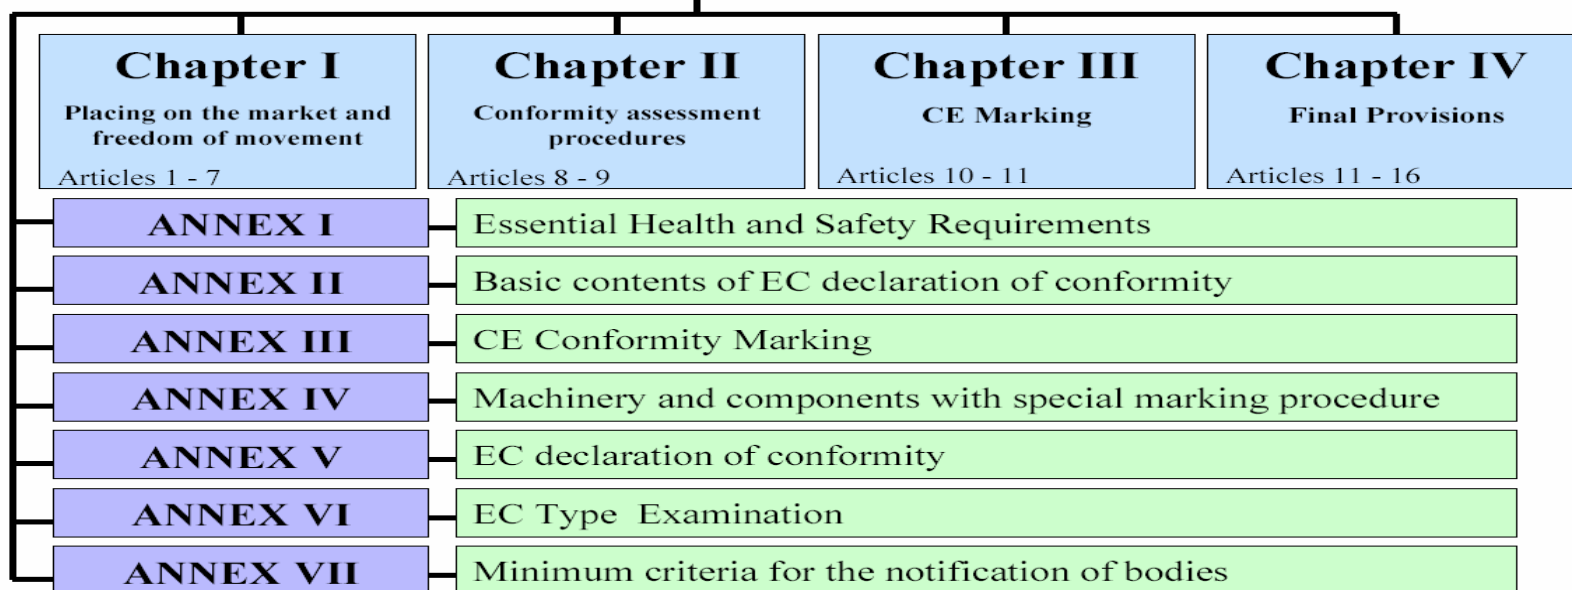 Chapter I
Placing on the market and
freedom of movement
Articles 1 - 7
Chapter II
Conformity assessment
procedures
Articles 8 - 9
Chapter III
CE Marking
Articles 10 - 11
Chapter IV
Final Provisions
Articles 11 - 16
ANNEX I
Essential Health and Safety Requirements
ANNEX II
Basic contents of EC declaration of conformity
ANNEX III
CE Conformity Marking
ANNEX IV
Machinery and components with special marking procedure
ANNEX V
EC declaration of conformity
ANNEX VI
EC Type Examination
ANNEX VII
Minimum criteria for the notification of bodies